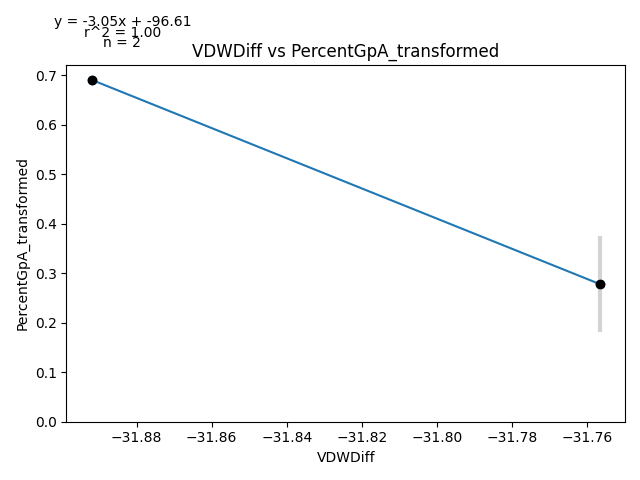 y = -3.05x + -96.61
r^2 = 1.00
n = 2
VDWDiff vs PercentGpA_transformed
PercentGpA_transformed
0.7
0.6
0.5
0.4
0.3
0.2
0.1
0.0
−31.88 −31.86 −31.84 −31.82 −31.80 −31.78 −31.76
VDWDiff